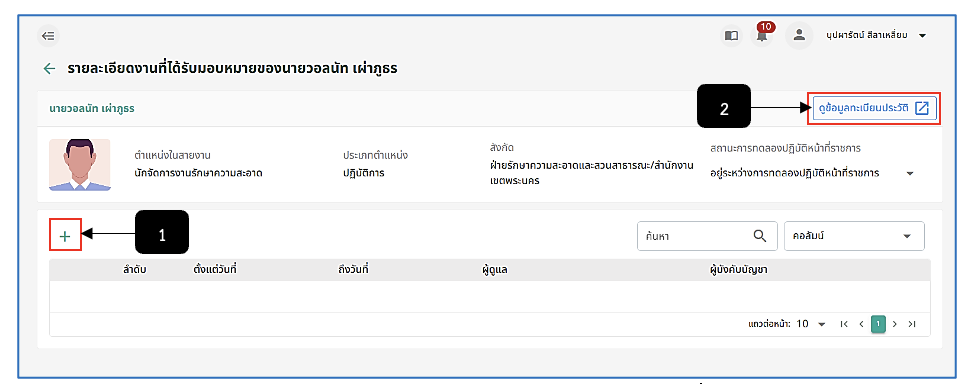 10
บุปผารัตน์ ลีลาเหลี่ยม
รายละเอียดงานที่ได้รับมอบหมายของนายวอลนัท เผ่าภูธร
นายวอลนัท เผ่าภูธร
2
ดูข้อมูลทะเบียนประวัติ
ตำแหน่งในสายงาน
นักจัดการงานรักษาความสะอาด
ประเภทตำแหน่ง
ปฏิบัติการ
สังกัด
ฝ่ายรักษาความสะอาดและสวนสาธารณะ/สำนักงาน
เขตพระนคร
สถานะการทดลองปฏิบัติหน้าที่ราชการ
อยู่ระหว่างการทดลองปฏิบัติหน้าที่ราชการ
+
1
ค้นหา
คอลัมน์
ลำดับ ตั้งแต่วันที่ ถึงวันที่ ผู้ดูแล ผู้บังคับบัญชา
แถวต่อหน้า: 10
1